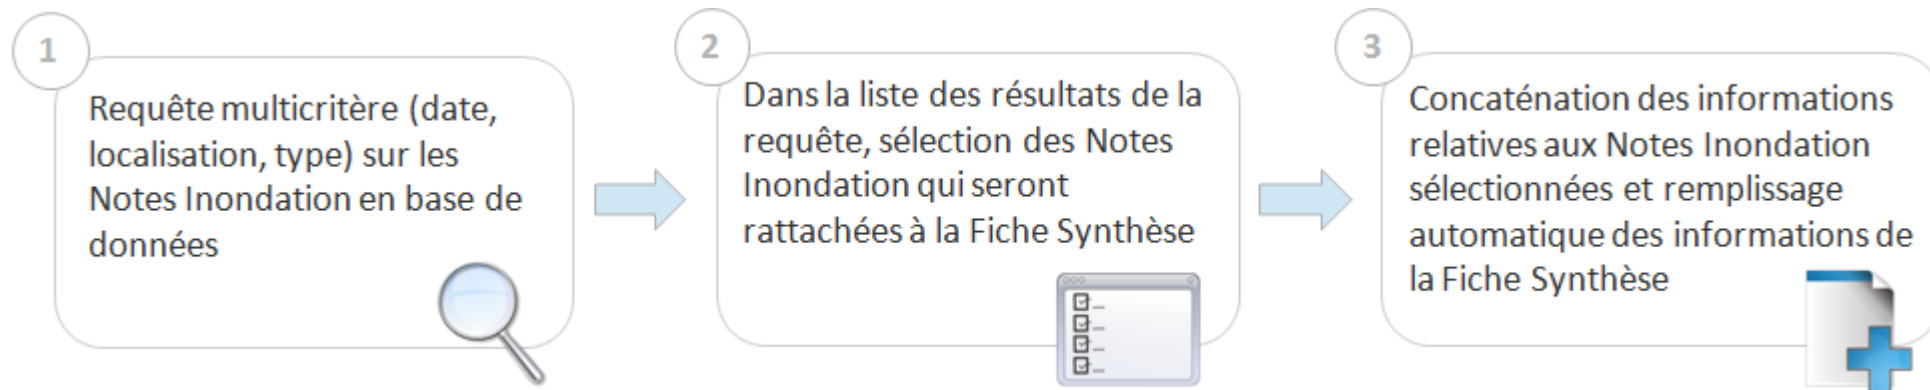 1
Requête multicritère (date,
localisation, type) sur les
Notes Inondation en base de
données
2
Dans la liste des résultats de la
requête, sélection des Notes
Inondation qui seront
rattachées à la Fiche Synthèse
3
Concaténation des informations
relatives aux Notes Inondation
sélectionnées et remplissage
automatique des informations de
la Fiche Synthèse